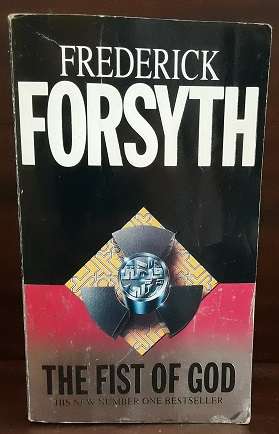 FREDERICK
FORSYTH
THE FIST OF GOD
HIS NEW NUMBER ONE BESTSELLER